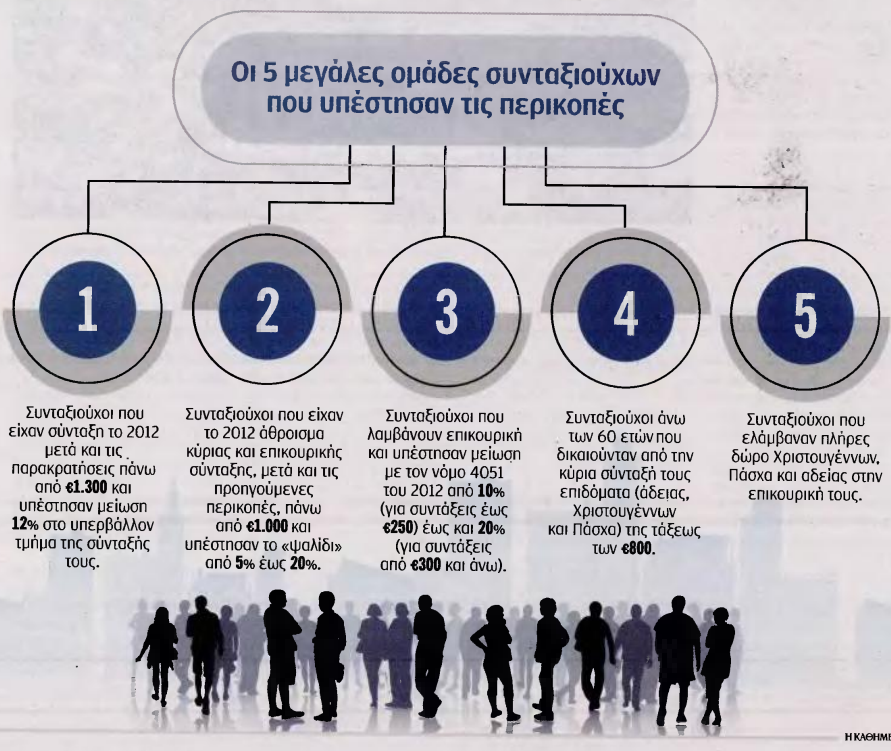 Οι 5 μεγάλες ομάδες συνταξιούχων
που υπέστησαν τις περικοπές
1
Συνταξιούχοι που
είχαν σύνταξη το 2012
μετά και τις
παρακρατήσεις πάνω
από €1.300 και
υπέστησαν μείωση
12% στο υπερβάλλον
τμήμα της σύνταξής
τους.
2
Συνταξιούχοι που είχαν
το 2012 άθροισμα
κύριας και επικουρικής
σύνταξης, μετά και τις
προηγούμενες
περικοπές, πάνω
από €1.000 και
υπέστησαν το «ψαλίδι»
από 5% έως 20%.
3
Συνταξιούχοι που
λαμβάνουν επικουρική
και υπέστησαν μείωση
με τον νόμο 4051
του 2012 από 10%
(για συντάξεις έως
€250) έως και 20%
(για συντάξεις
από €300 και άνω).
4
Συνταξιούχοι άνω
των 60 ετών που
δικαιούνταν από την
κύρια σύνταξή τους
επιδόματα (άδειας,
Χριστουγέννων
και Πάσχα) της τάξεως
των €800.
5
Συνταξιούχοι που
ελάμβαναν πλήρες
δώρο Χριστουγέννων,
Πάσχα και αδείας στην
επικουρική τους.